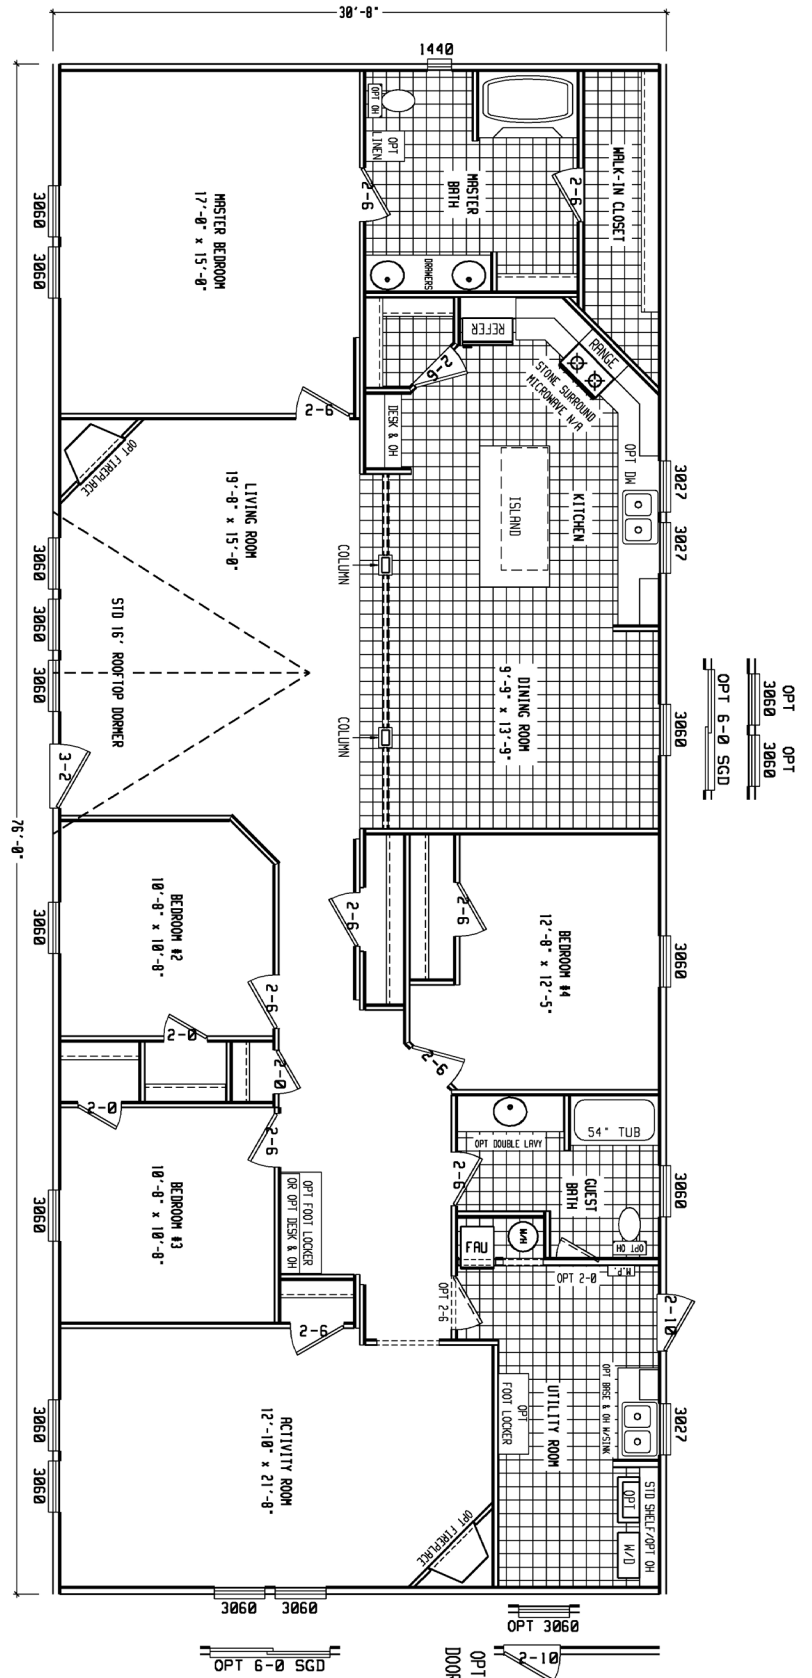 30'-8"
76'-0"
1440
MASTER BEDROOM
17'-0" x 15'-0"
3060
3060
2-6
2-6
OPT OH
OPT
LINEN
MASTER
BATH
DRAWERS
2-6
WALK-IN CLOSET
REFER
RANGE
STONE SURROUND
MICROWAVE N/A
2-6
DESK & OH
OPT DW
KITCHEN
ISLAND
3027
3027
OPT FIREPLACE
LIVING ROOM
19'-8" x 15'-0"
COLUMN
COLUMN
3060
3060
3060
STD 16' ROOFTOP DORMER
3-2
DINING ROOM
9'-9" x 13'-9"
3060
OPT
3060
OPT
3060
OPT 6-0 SGD
BEDROOM #2
10'-8" x 10'-8"
3060
2-6
2-0
2-0
2-0
2-6
2-6
BEDROOM #4
12'-8" x 12'-5"
3060
2-6
BEDROOM #3
10'-8" x 10'-8"
3060
2-6
OPT FOOT LOCKER
OR OPT DESK & OH
2-6
OPT DOUBLE LAVY
54" TUB
GUEST
BATH
2-6
3060
OPT OH
FAU
W/H
OPT 2-0
M.P.
OPT 2-6
2-10
UTILITY ROOM
OPT
FOOT LOCKER
OPT BASE & OH W/SINK
3027
STD SHELF/OPT OH
OPT
W/D
ACTIVITY ROOM
12'-10" x 21'-8"
OPT FIREPLACE
3060
3060
3060
3060
OPT 6-0 SGD
OPT 3060
OPT
DOOR
2-10